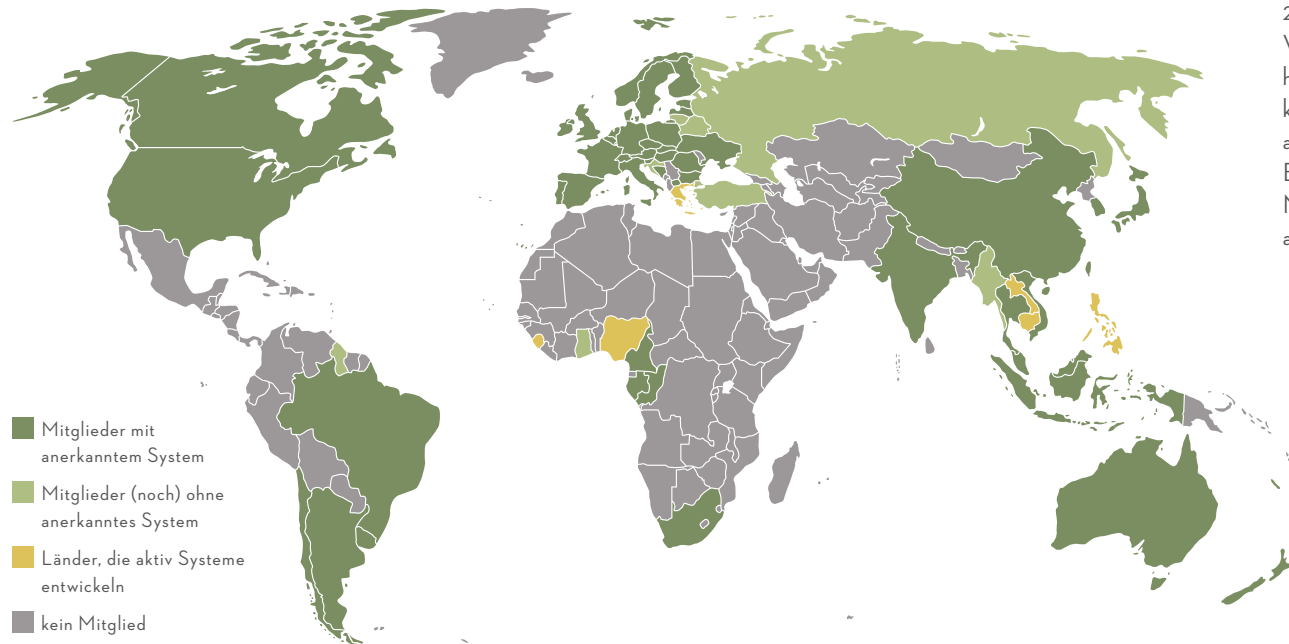 Mitglieder mit
anerkanntem System
Mitglieder (noch) ohne
anerkanntes System
Länder, die aktiv Systeme
entwickeln
kein Mitglied